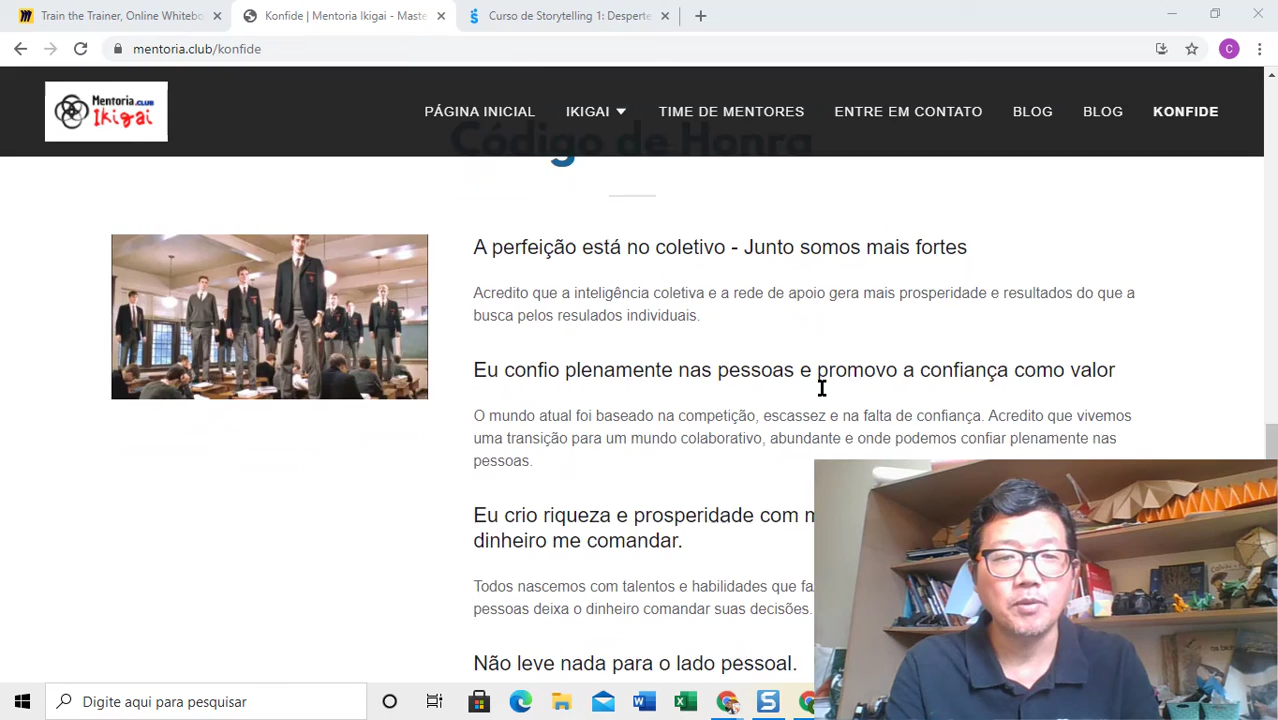 Train the Trainer, Online Whitebo
Konfide | Mentoria Ikigai - Maste
Curso de Storytelling 1: Desperte
mentoria.club/konfide
C
Mentoria.CLUB
Ikigai
PÁGINA INICIAL
IKIGAI
TIME DE MENTORES
ENTRE EM CONTATO
BLOG
BLOG
KONFIDE
Código de Honra
A perfeição está no coletivo - Junto somos mais fortes
Acredito que a inteligência coletiva e a rede de apoio gera mais prosperidade e resultados do que a
busca pelos resulados individuais.
Eu confio plenamente nas pessoas e promovo a confiança como valor
O mundo atual foi baseado na competição, escassez e na falta de confiança. Acredito que vivemos
uma transição para um mundo colaborativo, abundante e onde podemos confiar plenamente nas
pessoas.
Eu crio riqueza e prosperidade com m
dinheiro me comandar.
Todos nascemos com talentos e habilidades que fa
pessoas deixa o dinheiro comandar suas decisões.
Não leve nada para o lado pessoal.
Digite aqui para pesquisar